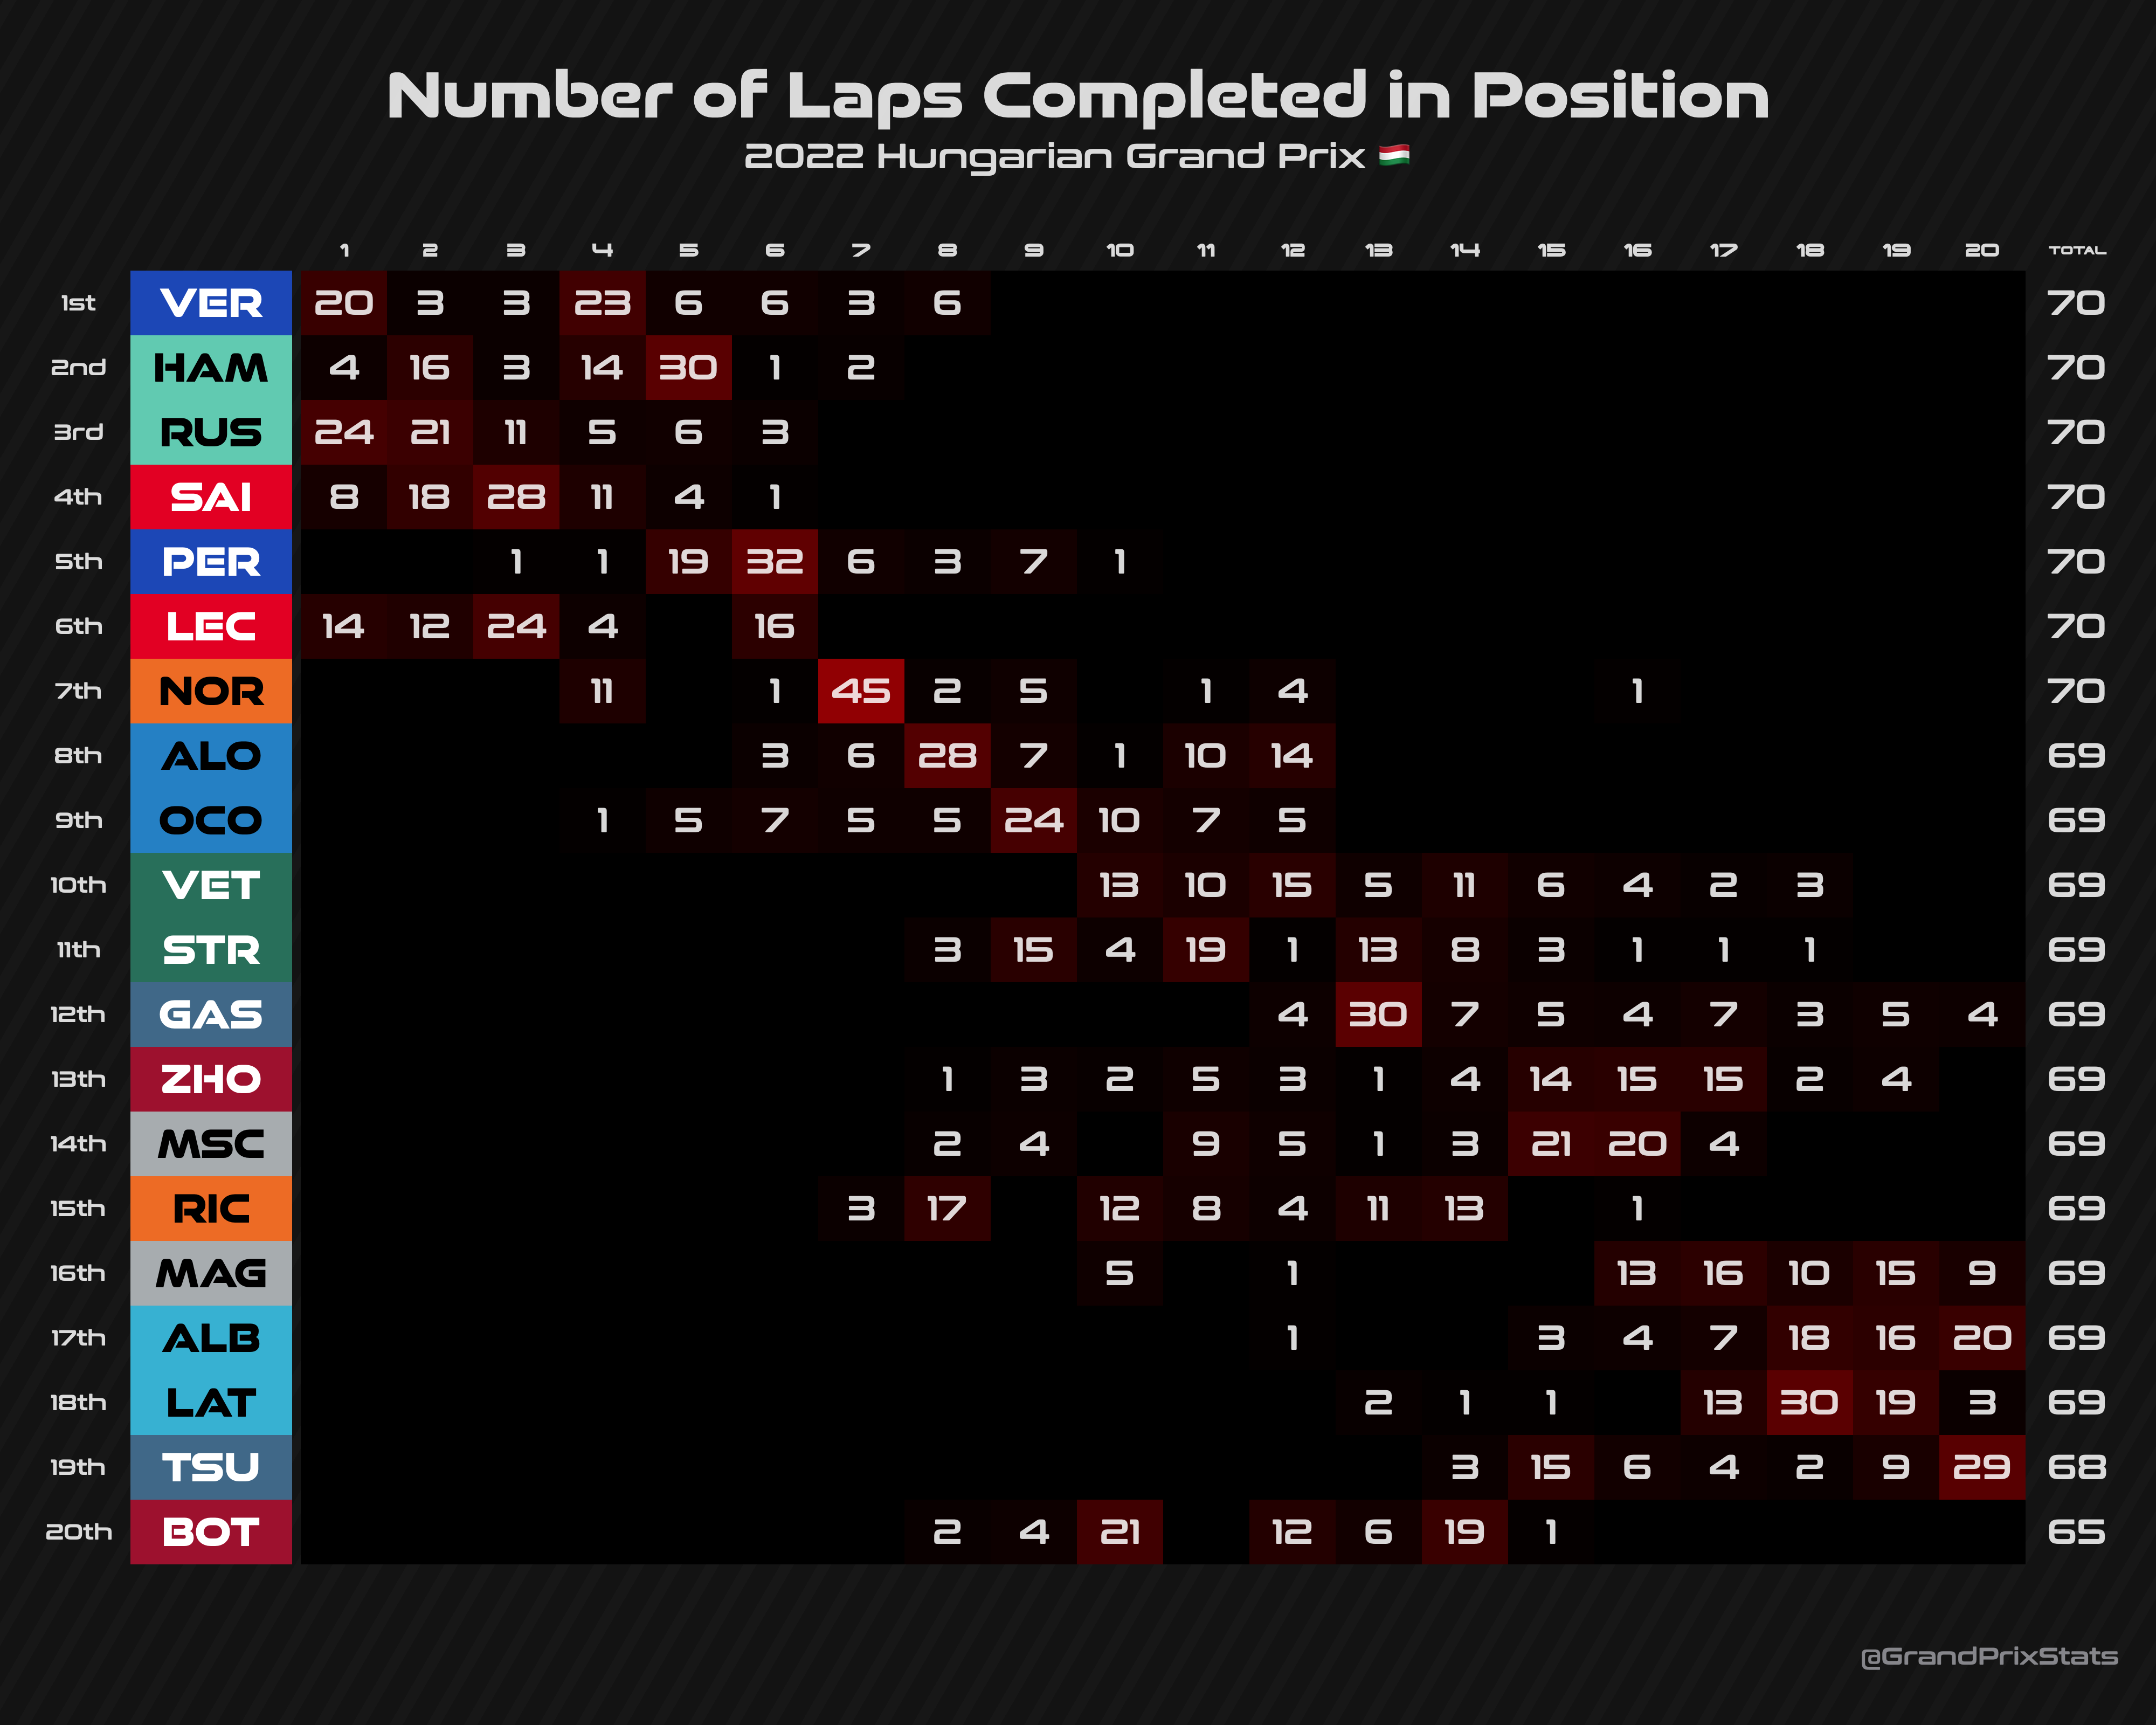 Number of Laps Completed in Position
2022 Hungarian Grand Prix 🇭🇺
1 2 3 4 5 6 7 8 9 10 11 12 13 14 15 16 17 18 19 20 TOTAL
1st VER 20 3 3 23 6 6 3 6 70
2nd HAM 4 16 3 14 30 1 2 70
3rd RUS 24 21 11 5 6 3 70
4th SAI 8 18 28 11 4 1 70
5th PER 1 1 19 32 6 3 7 1 70
6th LEC 14 12 24 4 16 70
7th NOR 11 1 45 2 5 1 4 1 70
8th ALO 3 6 28 7 1 10 14 69
9th OCO 1 5 7 5 5 24 10 7 5 69
10th VET 13 10 15 5 11 6 4 2 3 69
11th STR 3 15 4 19 1 13 8 3 1 1 1 69
12th GAS 4 30 7 5 4 7 3 5 4 69
13th ZHO 1 3 2 5 3 1 4 14 15 15 2 4 69
14th MSC 2 4 9 5 1 3 21 20 4 69
15th RIC 3 17 12 8 4 11 13 1 69
16th MAG 5 1 13 16 10 15 9 69
17th ALB 1 3 4 7 18 16 20 69
18th LAT 2 1 1 13 30 19 3 69
19th TSU 3 15 6 4 2 9 29 68
20th BOT 2 4 21 12 6 19 1 65
@GrandPrixStats